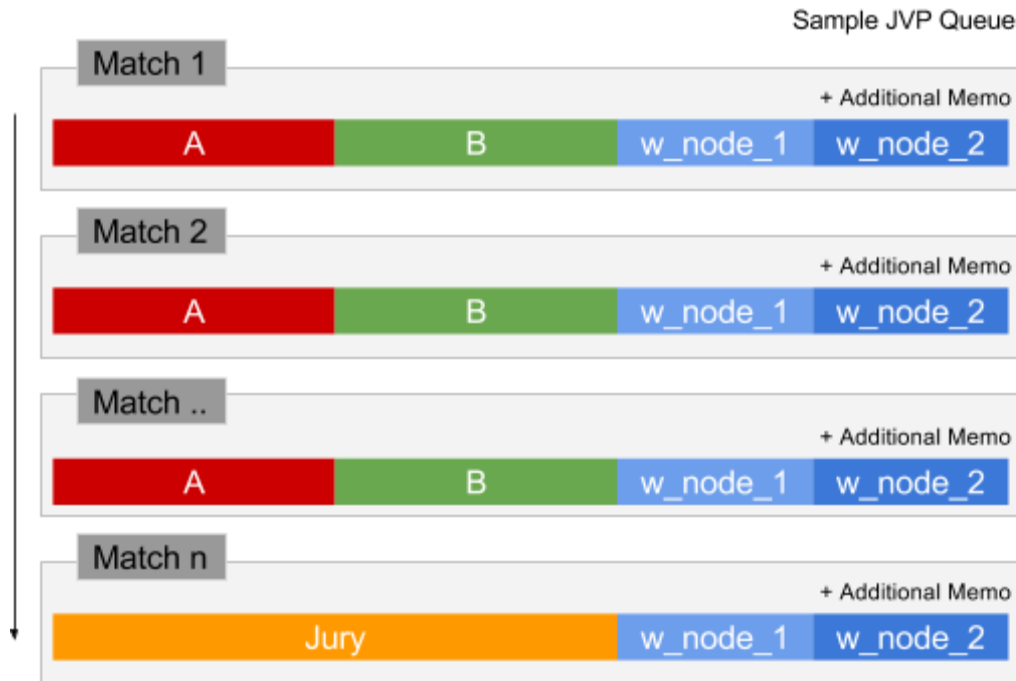 Sample JVP Queue
Match 1
+ Additional Memo
A B w_node_1 w_node_2
Match 2
+ Additional Memo
A B w_node_1 w_node_2
Match ..
+ Additional Memo
A B w_node_1 w_node_2
Match n
+ Additional Memo
Jury w_node_1 w_node_2